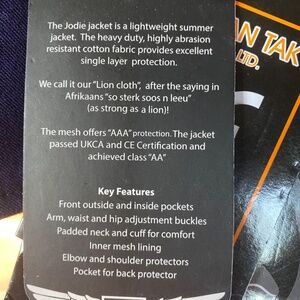 The Jodie jacket is a lightweight summer
jacket. The heavy duty, highly abrasion
resistant cotton fabric provides excellent
single layer protection.
We call it our "Lion cloth", after the saying in
Afrikaans "so sterk soos n leeu"
(as strong as a lion)!
The mesh offers "AAA" protection. The jacket
passed UKCA and CE Certification and
achieved class "AA"
Key Features
Front outside and inside pockets
Arm, waist and hip adjustment buckles
Padded neck and cuff for comfort
Inner mesh lining
Elbow and shoulder protectors
Pocket for back protector
AN TAK
LTD.